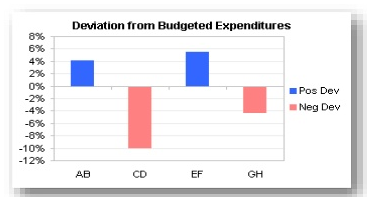 Deviation from Budgeted Expenditures
8%
6%
4%
2%
0%
-2%
-4%
-6%
-8%
-10%
-12%
Pos Dev
Neg Dev
AB CD EF GH